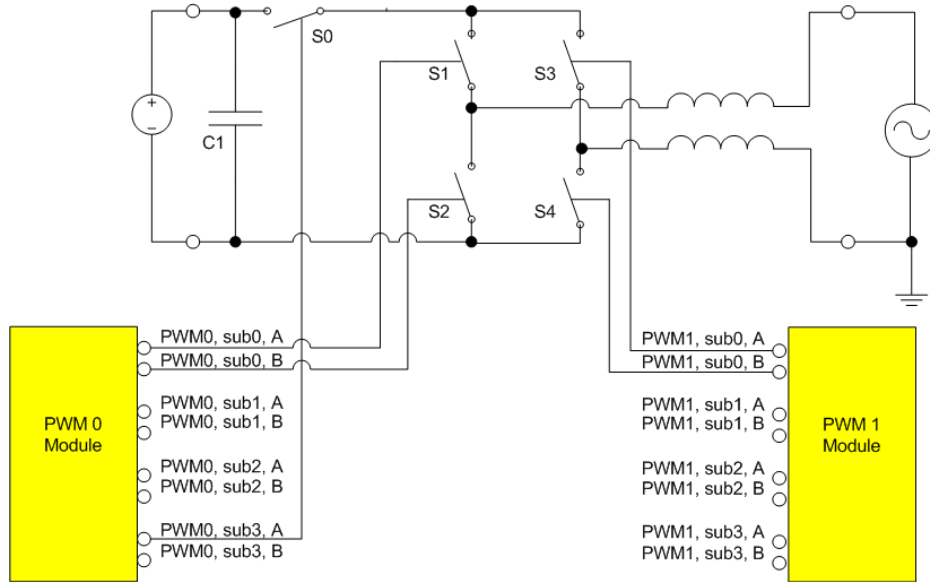 S0
S1
S3
+
−
C1
S2
S4
PWM0, sub0, A
PWM0, sub0, B
PWM0, sub1, A
PWM0, sub1, B
PWM0, sub2, A
PWM0, sub2, B
PWM0, sub3, A
PWM0, sub3, B
PWM 0
Module
PWM1, sub0, A
PWM1, sub0, B
PWM1, sub1, A
PWM1, sub1, B
PWM1, sub2, A
PWM1, sub2, B
PWM1, sub3, A
PWM1, sub3, B
PWM 1
Module